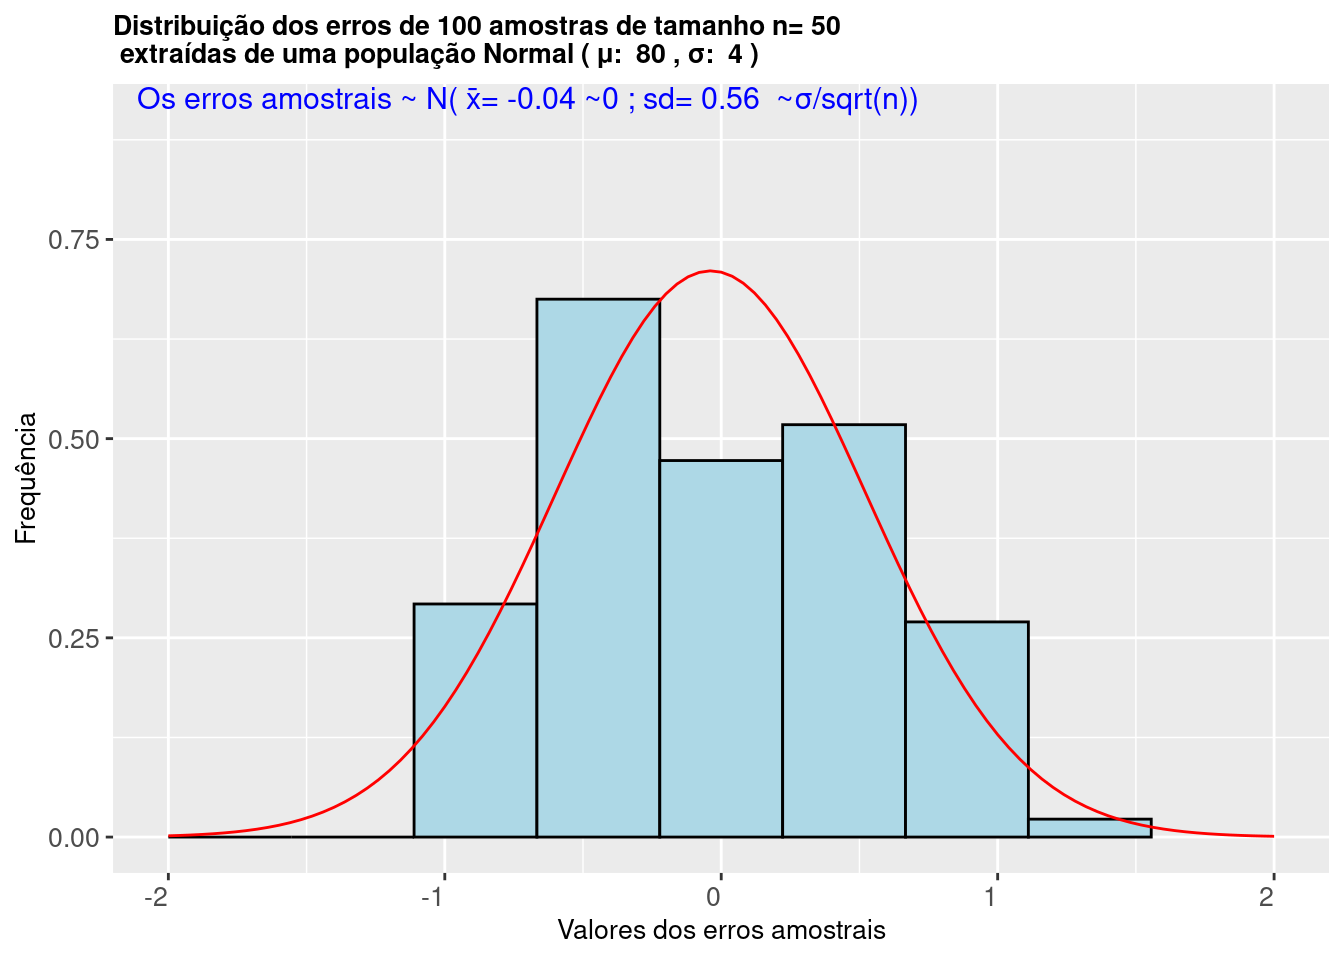 Distribuição dos erros de 100 amostras de tamanho n= 50
extraídas de uma população Normal ( μ:  80 , σ:  4 )
Os erros amostrais ~ N( x̄= -0.04 ~0 ; sd= 0.56  ~σ/sqrt(n))
Frequência
0.75
0.50
0.25
0.00
-2
-1
0
1
2
Valores dos erros amostrais